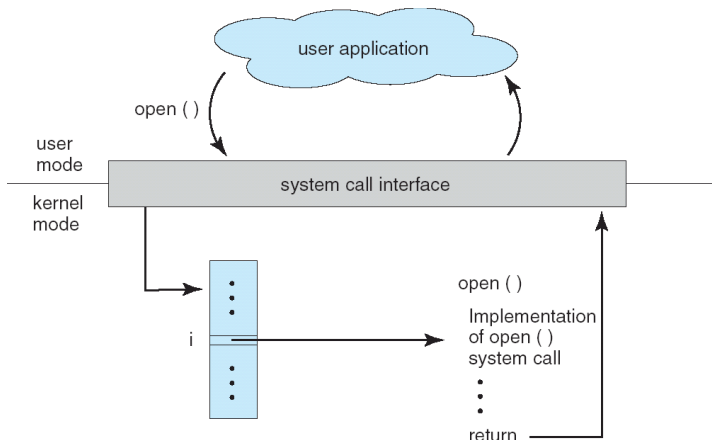 user application
open ( )
user
mode
system call interface
kernel
mode
open ( )
i
Implementation
of open ( )
system call
return